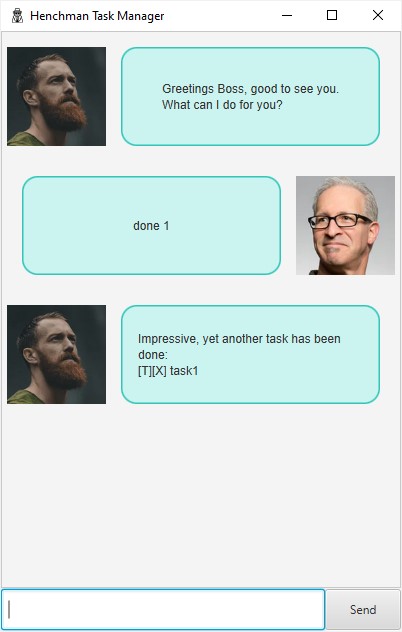 Henchman Task Manager
Greetings Boss, good to see you.
What can I do for you?
done 1
Impressive, yet another task has been
done:
[T][X] task1
Send